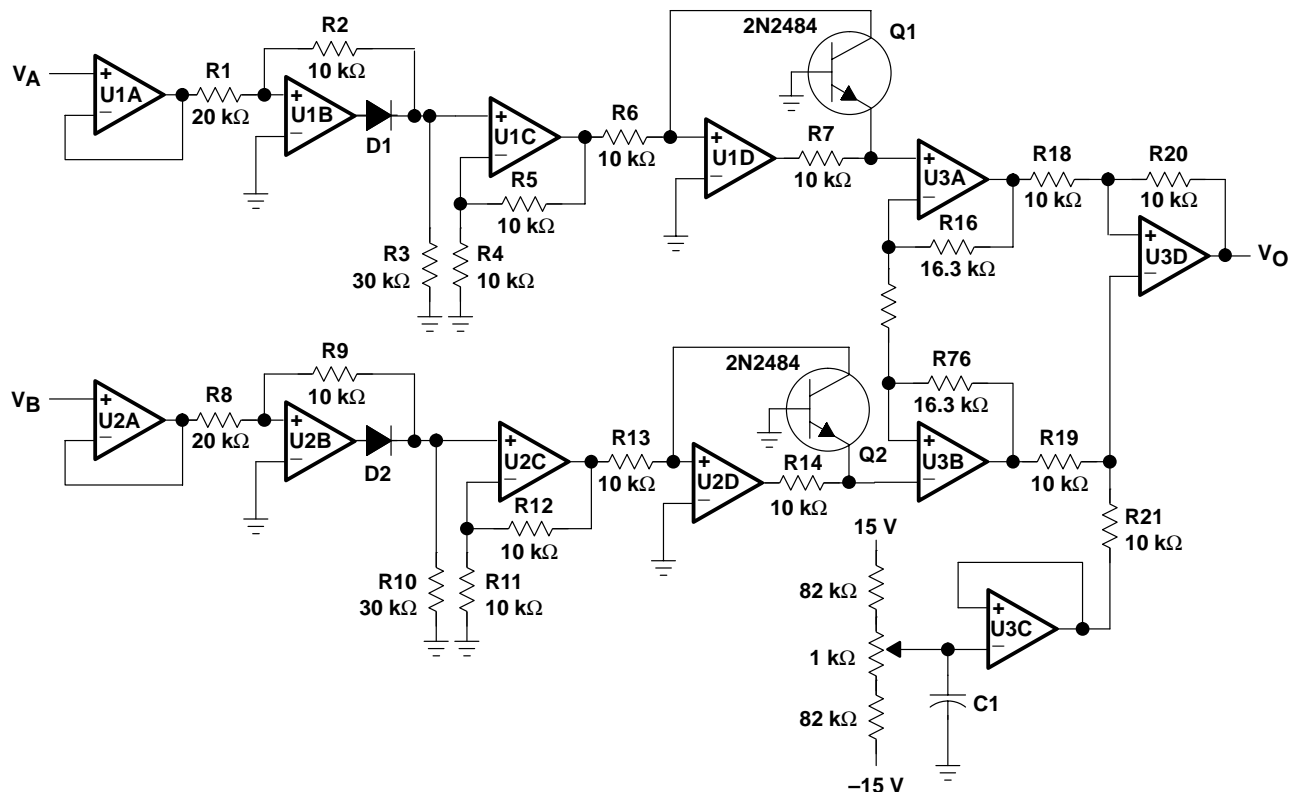 2N2484
Q1
R2
10 kΩ
VA
+
−
U1A
R1
20 kΩ
+
−
U1B
D1
+
−
U1C
R6
10 kΩ
+
−
U1D
R7
10 kΩ
R5
10 kΩ
R3
30 kΩ
R4
10 kΩ
+
−
U3A
R18
10 kΩ
R20
10 kΩ
R16
16.3 kΩ
+
−
U3D
VO
R9
10 kΩ
VB
+
−
U2A
R8
20 kΩ
+
−
U2B
D2
+
−
U2C
R13
10 kΩ
2N2484
Q2
+
−
U2D
R14
10 kΩ
R12
10 kΩ
R10
30 kΩ
R11
10 kΩ
R76
16.3 kΩ
+
−
U3B
R19
10 kΩ
R21
10 kΩ
15 V
82 kΩ
1 kΩ
82 kΩ
–15 V
+
−
U3C
C1